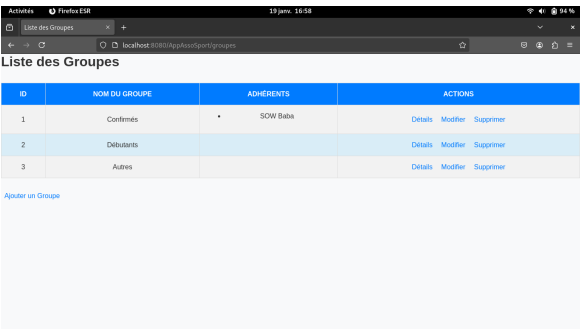 Activités Firefox ESR 19 janv. 16:58 94 %
Liste des Groupes × +
localhost:8080/AppAssoSport/groupes
Liste des Groupes
ID NOM DU GROUPE ADHÉRENTS ACTIONS
1 Confirmés • SOW Baba Détails Modifier Supprimer
2 Débutants Détails Modifier Supprimer
3 Autres Détails Modifier Supprimer
Ajouter un Groupe